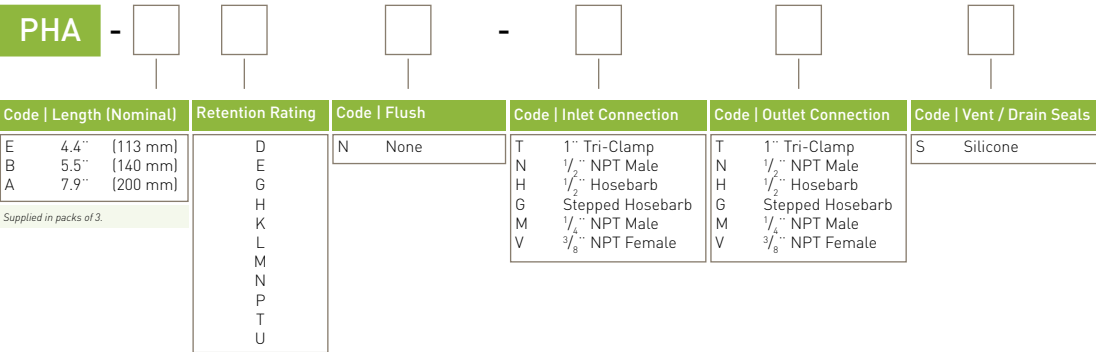 PHA - -
Code | Length (Nominal)
E 4.4¨ (113 mm)
B 5.5¨ (140 mm)
A 7.9¨ (200 mm)
Supplied in packs of 3.
Retention Rating
D
E
G
H
K
L
M
N
P
T
U
Code | Flush
N None
Code | Inlet Connection
T 1¨ Tri-Clamp
N 1/2¨ NPT Male
H 1/2¨ Hosebarb
G Stepped Hosebarb
M 1/4¨ NPT Male
V 3/8¨ NPT Female
Code | Outlet Connection
T 1¨ Tri-Clamp
N 1/2¨ NPT Male
H 1/2¨ Hosebarb
G Stepped Hosebarb
M 1/4¨ NPT Male
V 3/8¨ NPT Female
Code | Vent / Drain Seals
S Silicone